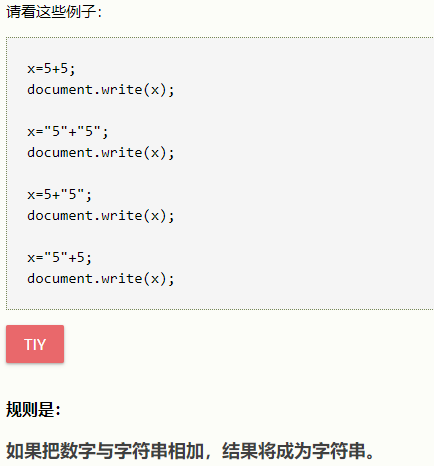 请看这些例子：
x=5+5;
document.write(x);
x="5"+"5";
document.write(x);
x=5+"5";
document.write(x);
x="5"+5;
document.write(x);
TIY
规则是：
如果把数字与字符串相加，结果将成为字符串。